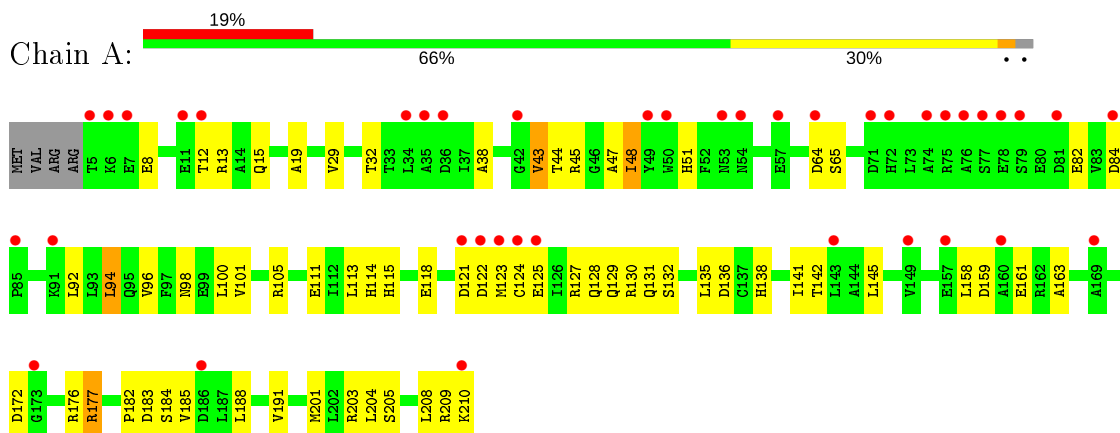 19%
Chain A:
66%
30%
MET VAL ARG ARG T5 K6 E7 E8 E11 T12 R13 A14 Q15 A19 V29 T32 T33 L34 A35 D36 I37 A38 G42 V43 T44 R45 G46 A47 I48 Y49 W50 H51 F52 N53 N54 E57 D64 S65 D71 H72 L73 A74 R75 A76 S77 E78 S79 E80 D81 E82 V83 D84
P85 K91 L92 L93 L94 Q95 V96 F97 N98 E99 L100 V101 R105 E111 I112 L113 H114 H115 E118 D121 D122 M123 C124 E125 I126 R127 Q128 Q129 R130 Q131 S132 L135 D136 C137 H138 I141 T142 L143 A144 L145 V149 E157 L158 D159 A160 E161 R162 A163 A169
D172 G173 R176 R177 P182 D183 S184 V185 D186 L187 L188 V191 M201 L202 R203 L204 S205 L208 R209 K210